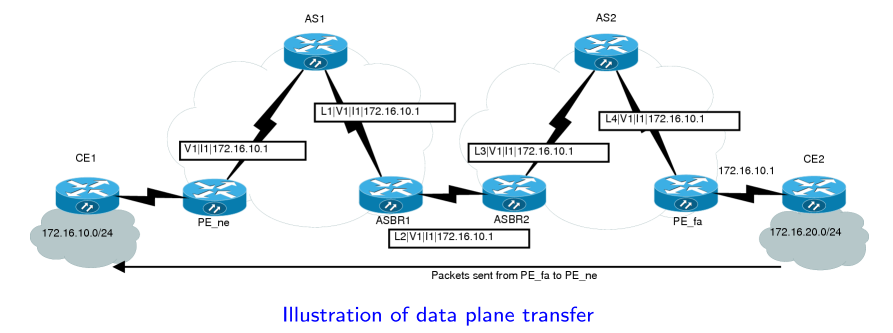 AS1
AS2
L1|V1|I1|172.16.10.1
L4|V1|I1|172.16.10.1
V1|I1|172.16.10.1
L3|V1|I1|172.16.10.1
CE1
172.16.10.1
CE2
PE_ne
ASBR1
ASBR2
PE_fa
172.16.10.0/24
172.16.20.0/24
L2|V1|I1|172.16.10.1
Packets sent from PE_fa to PE_ne
Illustration of data plane transfer